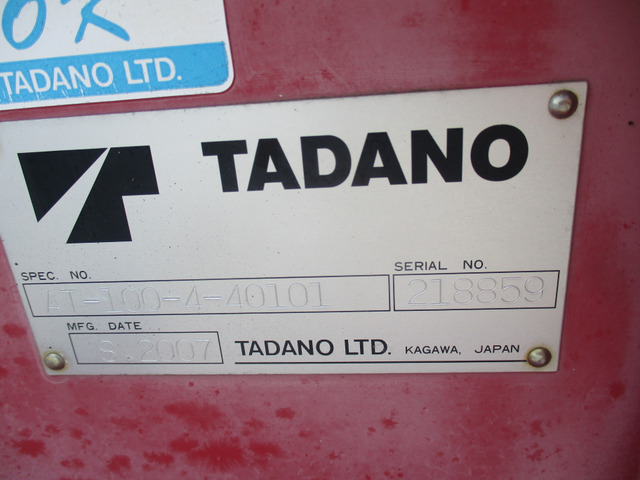 OK
TADANO LTD.
TADANO
SPEC. NO.
AT-100-4-40101
SERIAL NO.
218859
MFG. DATE
8.2007
TADANO LTD. KAGAWA, JAPAN